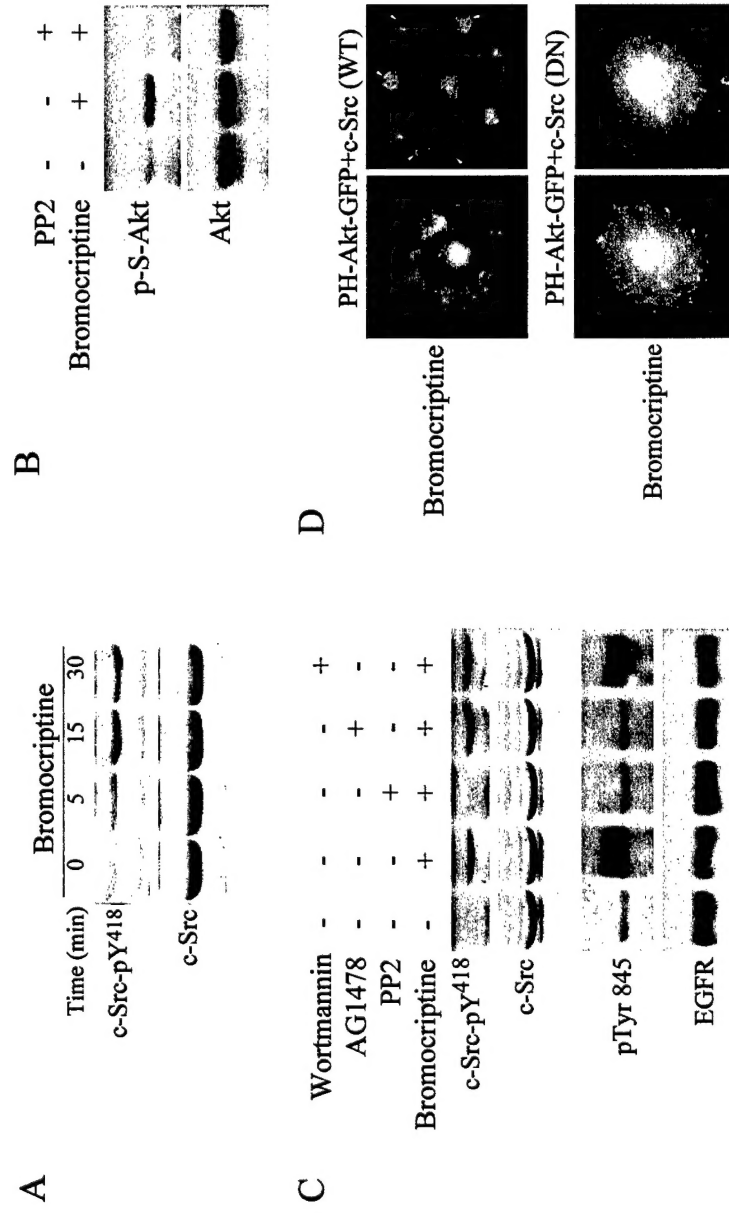 A
Bromocriptine
Time (min) 0 5 15 30
c-Src-pY418
c-Src
B
PP2 - - +
Bromocriptine - + +
p-S-Akt
Akt
C
Wortmannin - - - - +
AG1478 - - - + -
PP2 - - + - -
Bromocriptine - + + + +
c-Src-pY418
c-Src
pTyr 845
EGFR
D
PH-Akt-GFP+c-Src (WT)
Bromocriptine
PH-Akt-GFP+c-Src (DN)
Bromocriptine